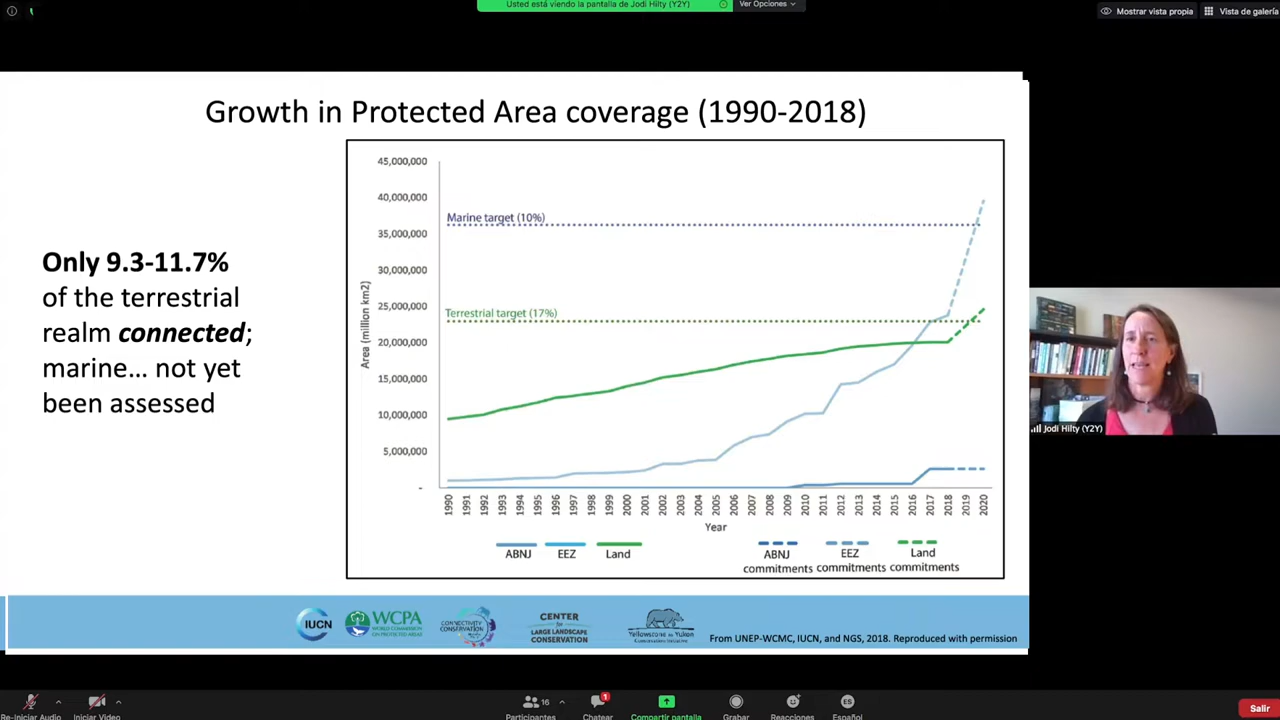 Usted está viendo la pantalla de Jodi Hilty (Y2Y)
Ver Opciones
Mostrar vista propia
Vista de galería
Growth in Protected Area coverage (1990-2018)
Only 9.3-11.7%
of the terrestrial
realm connected;
marine... not yet
been assessed
45,000,000
40,000,000
35,000,000
30,000,000
25,000,000
20,000,000
15,000,000
10,000,000
5,000,000
-
Area (million km2)
Marine target (10%)
Terrestrial target (17%)
1990 1991 1992 1993 1994 1995 1996 1997 1998 1999 2000 2001 2002 2003 2004 2005 2006 2007 2008 2009 2010 2011 2012 2013 2014 2015 2016 2017 2018 2019 2020
Year
ABNJ EEZ Land
ABNJ commitments
EEZ commitments
Land commitments
Jodi Hilty (Y2Y)
IUCN
WCPA
WORLD COMMISSION
ON PROTECTED AREAS
CONNECTIVITY
CONSERVATION
CENTER
for
LARGE LANDSCAPE
CONSERVATION
Yellowstone to Yukon
Conservation Initiative
From UNEP-WCMC, IUCN, and NGS, 2018. Reproduced with permission
Re-Iniciar Audio
Iniciar Video
16
Participantes
1
Chatear
Compartir pantalla
Grabar
Reacciones
ES
Español
Salir